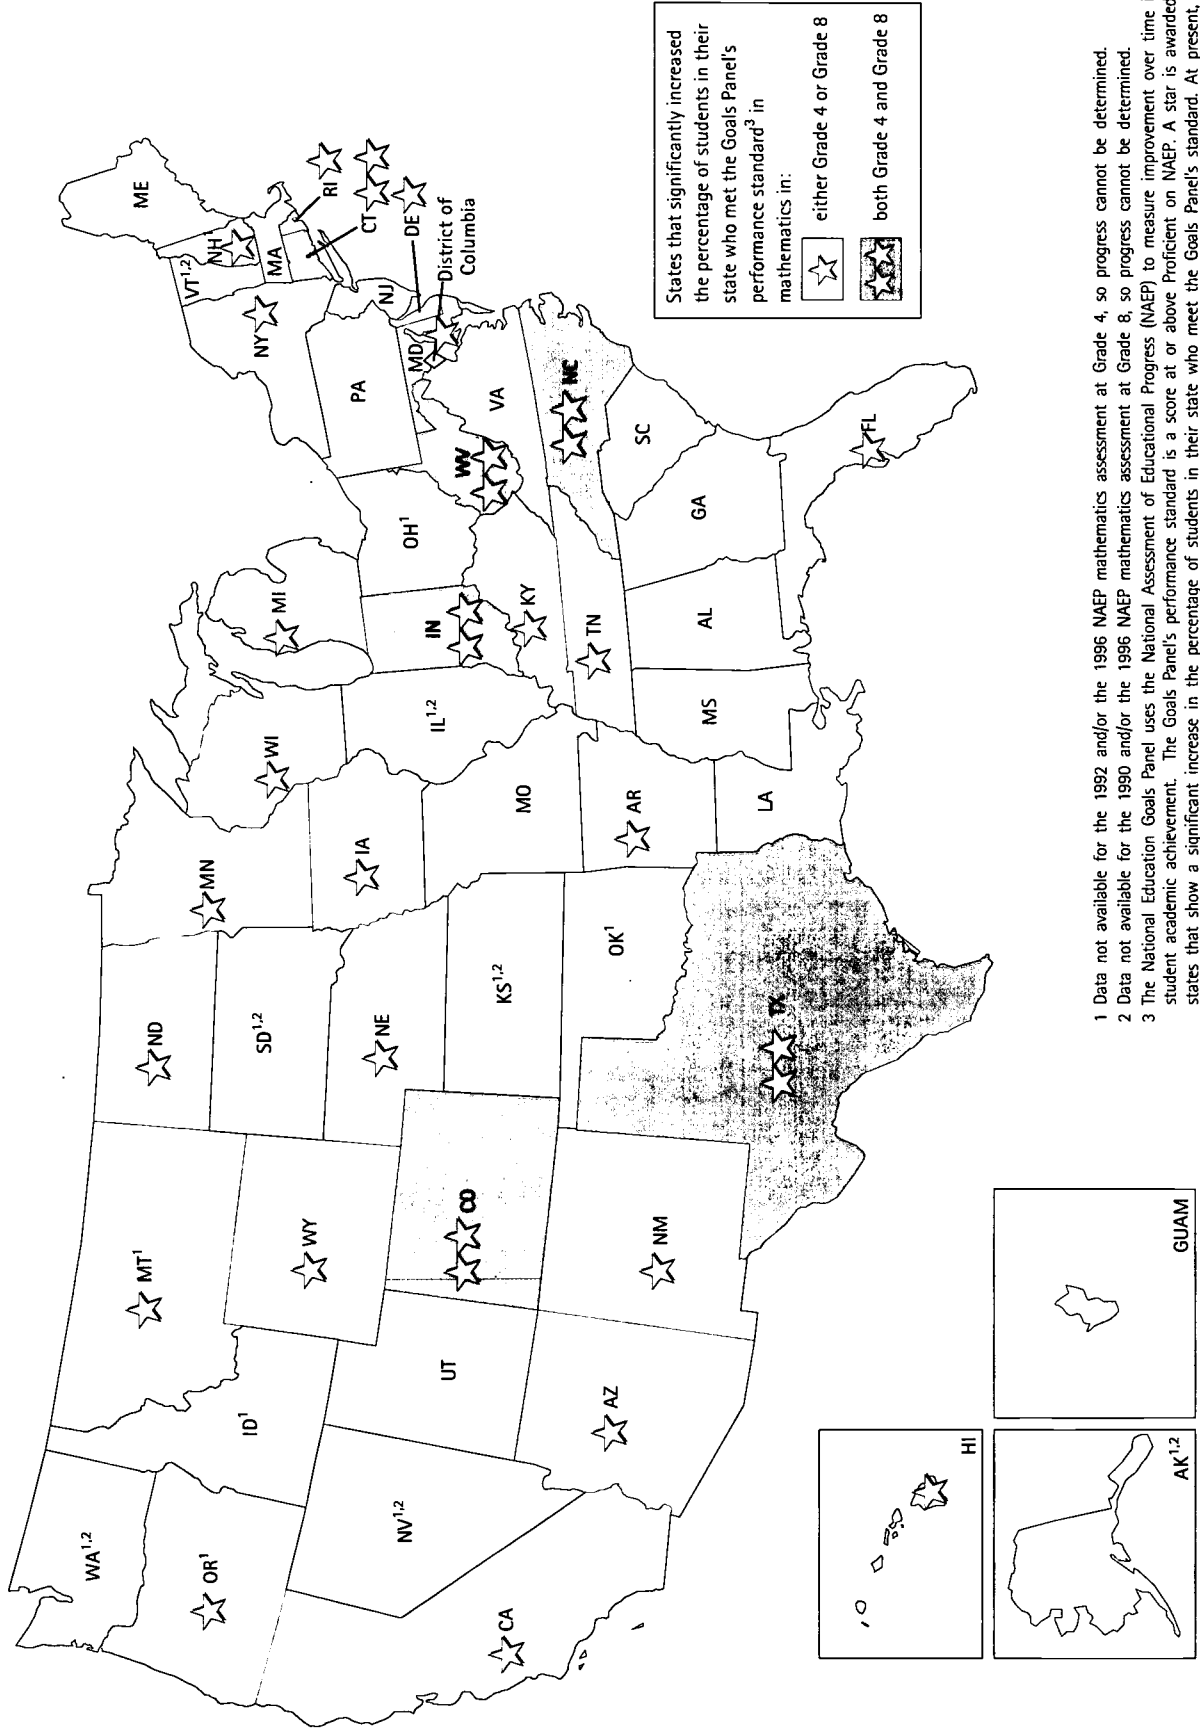 WA1,2
OR1
CA
NV1,2
ID1
MT1
WY
UT
AZ
CO
NM
ND
SD1,2
NE
KS1,2
OK1
TX
MN
IA
MO
AR
LA
WI
IL1,2
MI
IN
OH1
KY
TN
MS
AL
GA
FL
SC
NC
VA
WV
PA
NY
VT1,2
NH
ME
MA
RI
CT
NJ
DE
MD
District of
Columbia
HI
AK1,2
GUAM
States that significantly increased
the percentage of students in their
state who met the Goals Panel's
performance standard3 in
mathematics in:
either Grade 4 or Grade 8
both Grade 4 and Grade 8
1 Data not available for the 1992 and/or the 1996 NAEP mathematics assessment at Grade 4, so progress cannot be determined.
2 Data not available for the 1990 and/or the 1996 NAEP mathematics assessment at Grade 8, so progress cannot be determined.
3 The National Education Goals Panel uses the National Assessment of Educational Progress (NAEP) to measure improvement over time
student academic achievement. The Goals Panel's performance standard is a score at or above Proficient on NAEP. A star is awarded
states that show a significant increase in the percentage of students in their state who meet the Goals Panel's standard. At present,